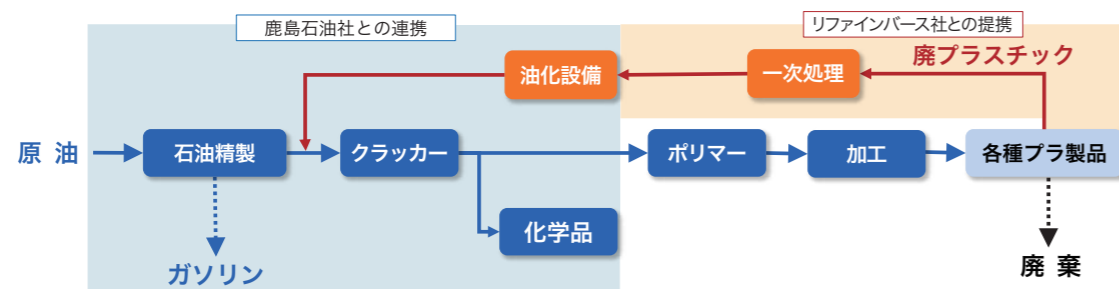 鹿島石油社との連携
リファインバース社との提携
廃プラスチック
油化設備
一次処理
原油
石油精製
クラッカー
ポリマー
加工
各種プラ製品
化学品
ガソリン
廃棄